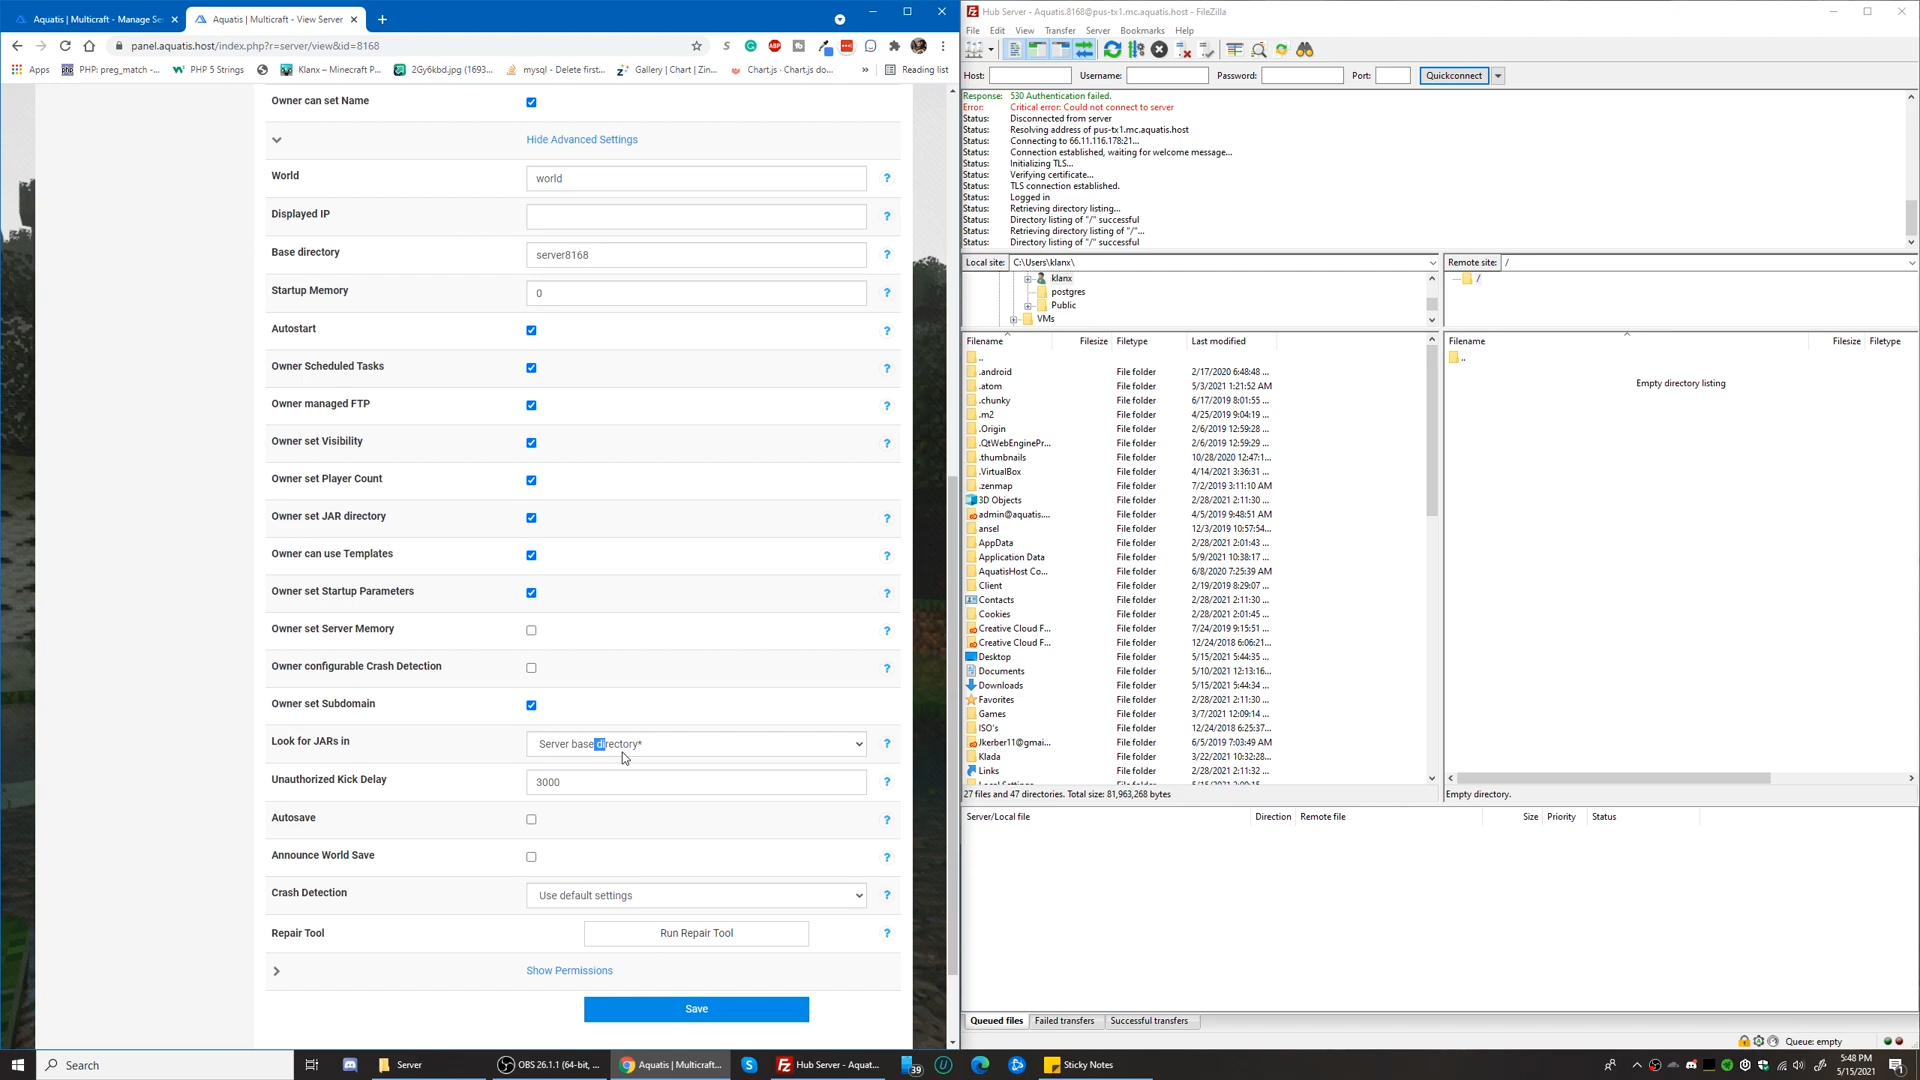 Aquatis | Multicraft - Manage Se
Aquatis | Multicraft - View Server
panel.aquatis.host/index.php?r=server/view&id=8168
Apps
PHP: preg_match -...
PHP 5 Strings
Klanx – Minecraft P...
2Gy6kbd.jpg (1693...
mysql - Delete first...
Gallery | Chart | Zin...
Chart.js · Chart.js do...
Reading list
Owner can set Name
Hide Advanced Settings
World
world
?
Displayed IP
?
Base directory
server8168
?
Startup Memory
0
?
Autostart
?
Owner Scheduled Tasks
?
Owner managed FTP
?
Owner set Visibility
?
Owner set Player Count
?
Owner set JAR directory
?
Owner can use Templates
?
Owner set Startup Parameters
?
Owner set Server Memory
?
Owner configurable Crash Detection
?
Owner set Subdomain
?
Look for JARs in
Server base directory*
?
Unauthorized Kick Delay
3000
?
Autosave
?
Announce World Save
?
Crash Detection
Use default settings
?
Repair Tool
Run Repair Tool
?
Show Permissions
Save
Hub Server - Aquatis.8168@pus-tx1.mc.aquatis.host - FileZilla
File Edit View Transfer Server Bookmarks Help
Host: Username: Password: Port: Quickconnect
Response: 530 Authentication failed.
Error: Critical error: Could not connect to server
Status: Disconnected from server
Status: Resolving address of pus-tx1.mc.aquatis.host
Status: Connecting to 66.11.116.178:21...
Status: Connection established, waiting for welcome message...
Status: Initializing TLS...
Status: Verifying certificate...
Status: TLS connection established.
Status: Logged in
Status: Retrieving directory listing...
Status: Directory listing of "/" successful
Status: Retrieving directory listing of "/"...
Status: Directory listing of "/" successful
Local site: C:\Users\klanx\
klanx
postgres
Public
VMs
Remote site: /
/
Filename Filesize Filetype Last modified
..
.android File folder 2/17/2020 6:48:48 ...
.atom File folder 5/3/2021 1:21:52 AM
.chunky File folder 6/17/2019 8:01:55 ...
.m2 File folder 4/25/2019 9:04:19 ...
.Origin File folder 2/6/2019 12:59:28 ...
.QtWebEnginePr... File folder 2/6/2019 12:59:29 ...
.thumbnails File folder 10/28/2020 12:47:1...
.VirtualBox File folder 4/14/2021 3:36:31 ...
.zenmap File folder 7/2/2019 3:11:10 AM
3D Objects File folder 2/28/2021 2:11:30 ...
admin@aquatis.... File folder 4/5/2019 9:48:51 AM
ansel File folder 12/3/2019 10:57:54...
AppData File folder 2/28/2021 2:01:43 ...
Application Data File folder 5/9/2021 10:38:17 ...
AquatisHost Co... File folder 6/8/2020 7:25:39 AM
Client File folder 2/19/2019 8:29:07 ...
Contacts File folder 2/28/2021 2:11:30 ...
Cookies File folder 2/28/2021 2:01:45 ...
Creative Cloud F... File folder 7/24/2019 9:15:51 ...
Creative Cloud F... File folder 12/24/2018 6:06:21...
Desktop File folder 5/15/2021 5:44:35 ...
Documents File folder 5/10/2021 12:13:16...
Downloads File folder 5/15/2021 5:44:34 ...
Favorites File folder 2/28/2021 2:11:30 ...
Games File folder 3/7/2021 12:09:14 ...
ISO's File folder 12/24/2018 6:25:37...
Jkerber11@gmai... File folder 6/5/2019 7:03:49 AM
Klada File folder 3/22/2021 10:32:28...
Links File folder 2/28/2021 2:11:32 ...
27 files and 47 directories. Total size: 81,963,268 bytes
Filename Filesize Filetype
..
Empty directory listing
Empty directory.
Server/Local file Direction Remote file Size Priority Status
Queued files Failed transfers Successful transfers
Queue: empty
Search
Server
OBS 26.1.1 (64-bit, ...
Aquatis | Multicraft...
Hub Server - Aquat...
39
Sticky Notes
5:48 PM
5/15/2021